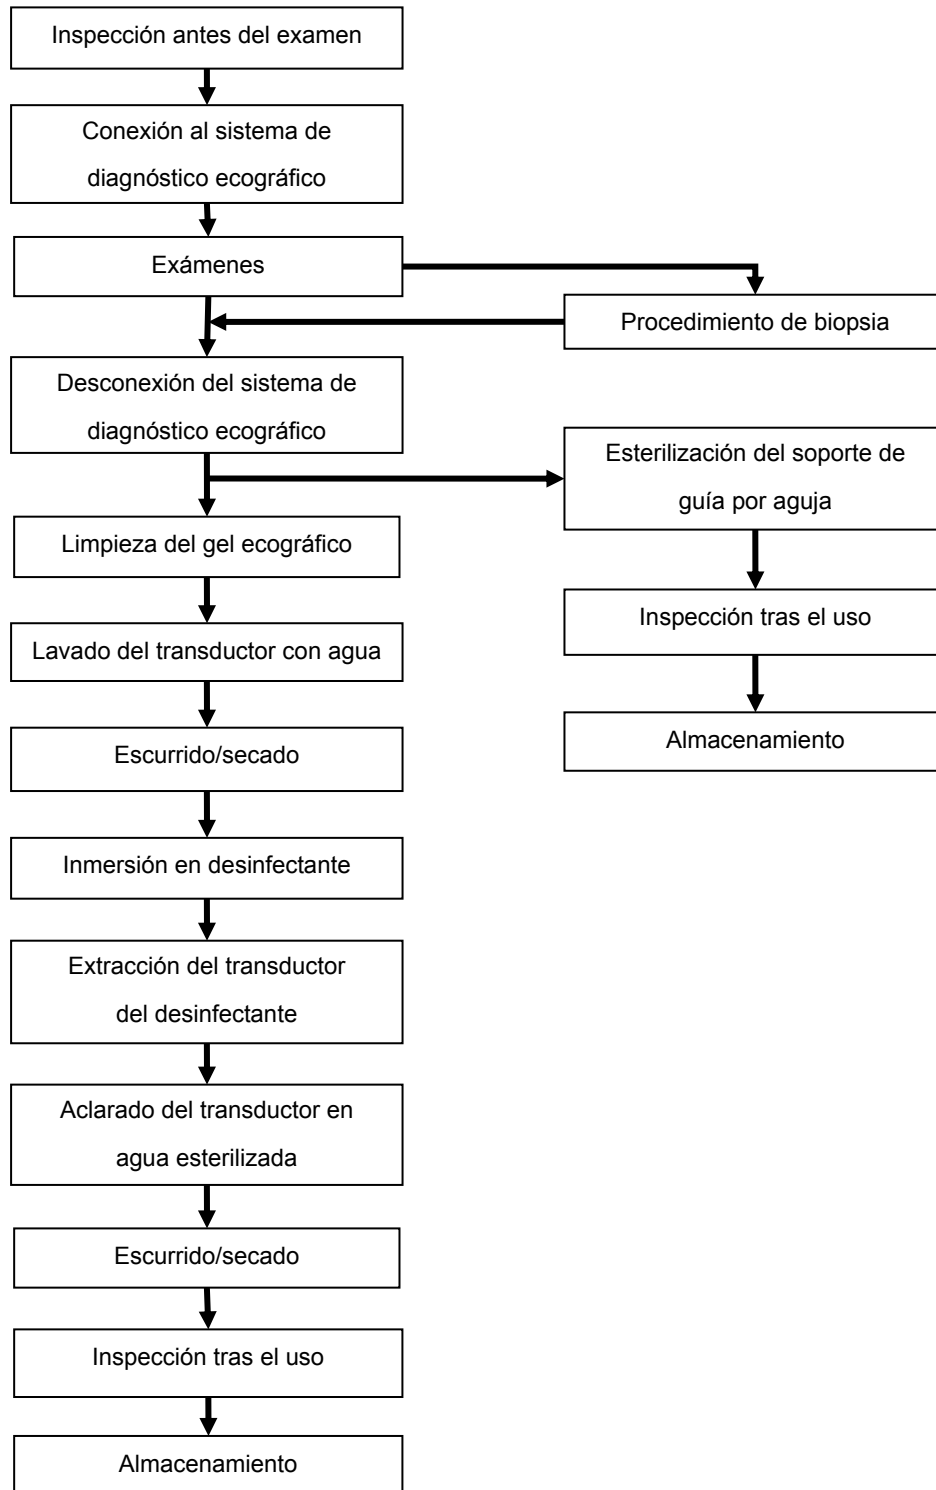 Inspección antes del examen
Conexión al sistema de
diagnóstico ecográfico
Exámenes
Procedimiento de biopsia
Desconexión del sistema de
diagnóstico ecográfico
Esterilización del soporte de
guía por aguja
Limpieza del gel ecográfico
Inspección tras el uso
Lavado del transductor con agua
Almacenamiento
Escurrido/secado
Inmersión en desinfectante
Extracción del transductor
del desinfectante
Aclarado del transductor en
agua esterilizada
Escurrido/secado
Inspección tras el uso
Almacenamiento